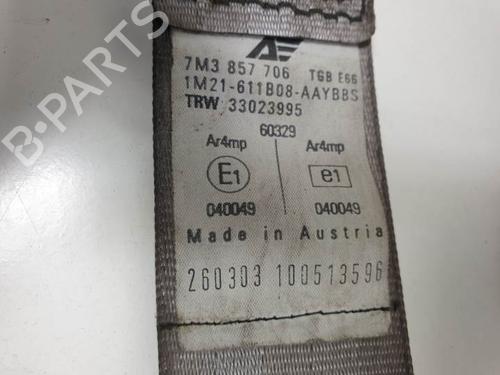 7M3 857 706 TGB E66
1M21-611B08-AAYBBS
TRW 33023995
60329
Ar4mp Ar4mp
E1 e1
040049 040049
Made in Austria
260303 100513596
B-PARTS